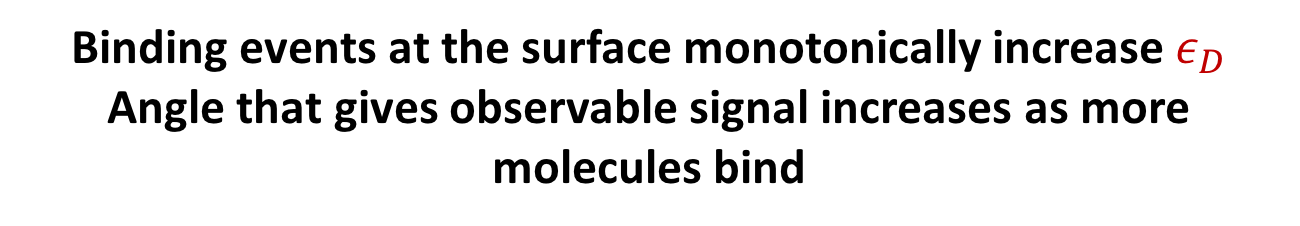 Binding events at the surface monotonically increase ϵ_D
Angle that gives observable signal increases as more
molecules bind